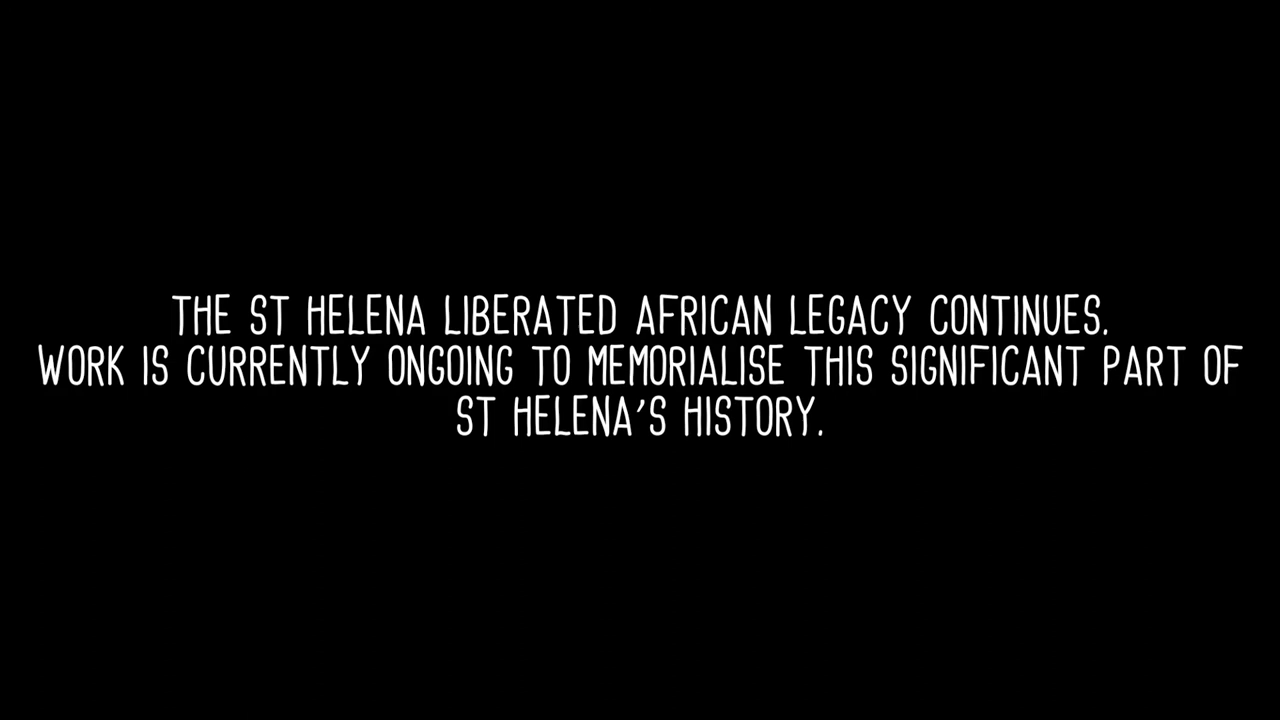 THE ST HELENA LIBERATED AFRICAN LEGACY CONTINUES.
WORK IS CURRENTLY ONGOING TO MEMORIALISE THIS SIGNIFICANT PART OF
ST HELENA'S HISTORY.